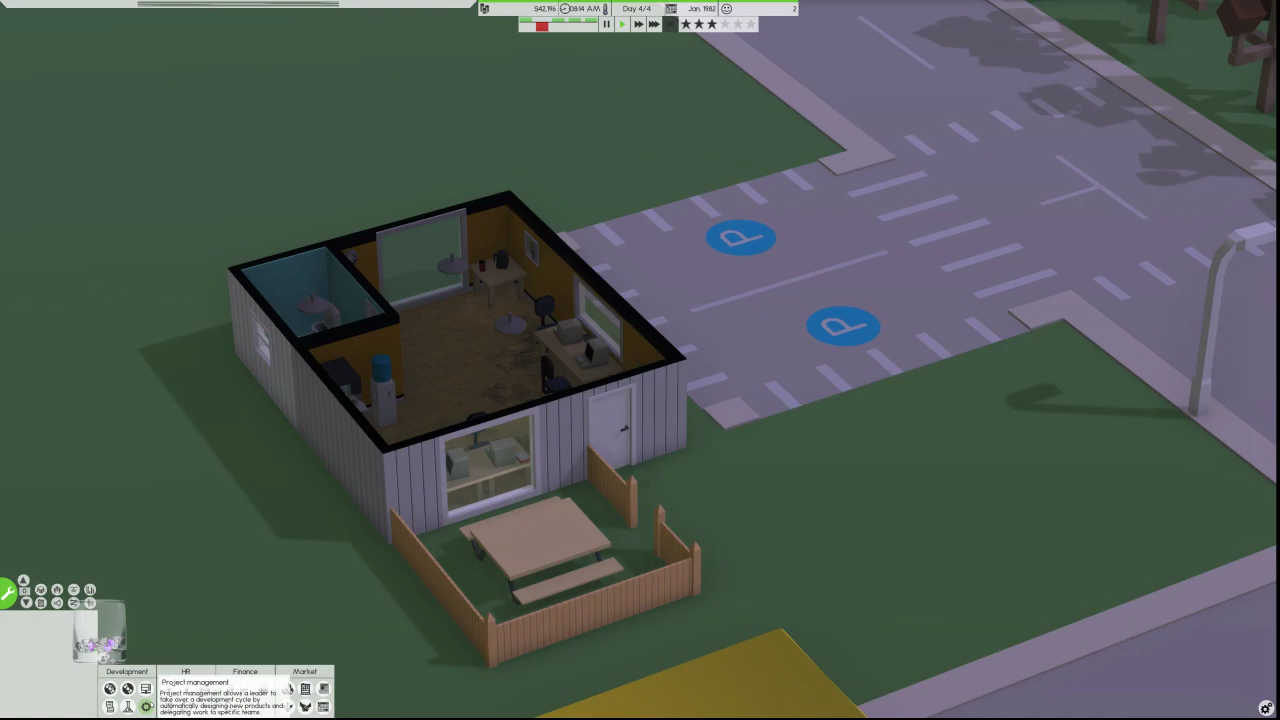 $42,196 08:14 AM Day 4/4 Jan. 1982 2
P
P
0
Development HR Finance Market
Project management
Project management allows a leader to
take over a development cycle by
automatically designing new products and
delegating work to specific teams.